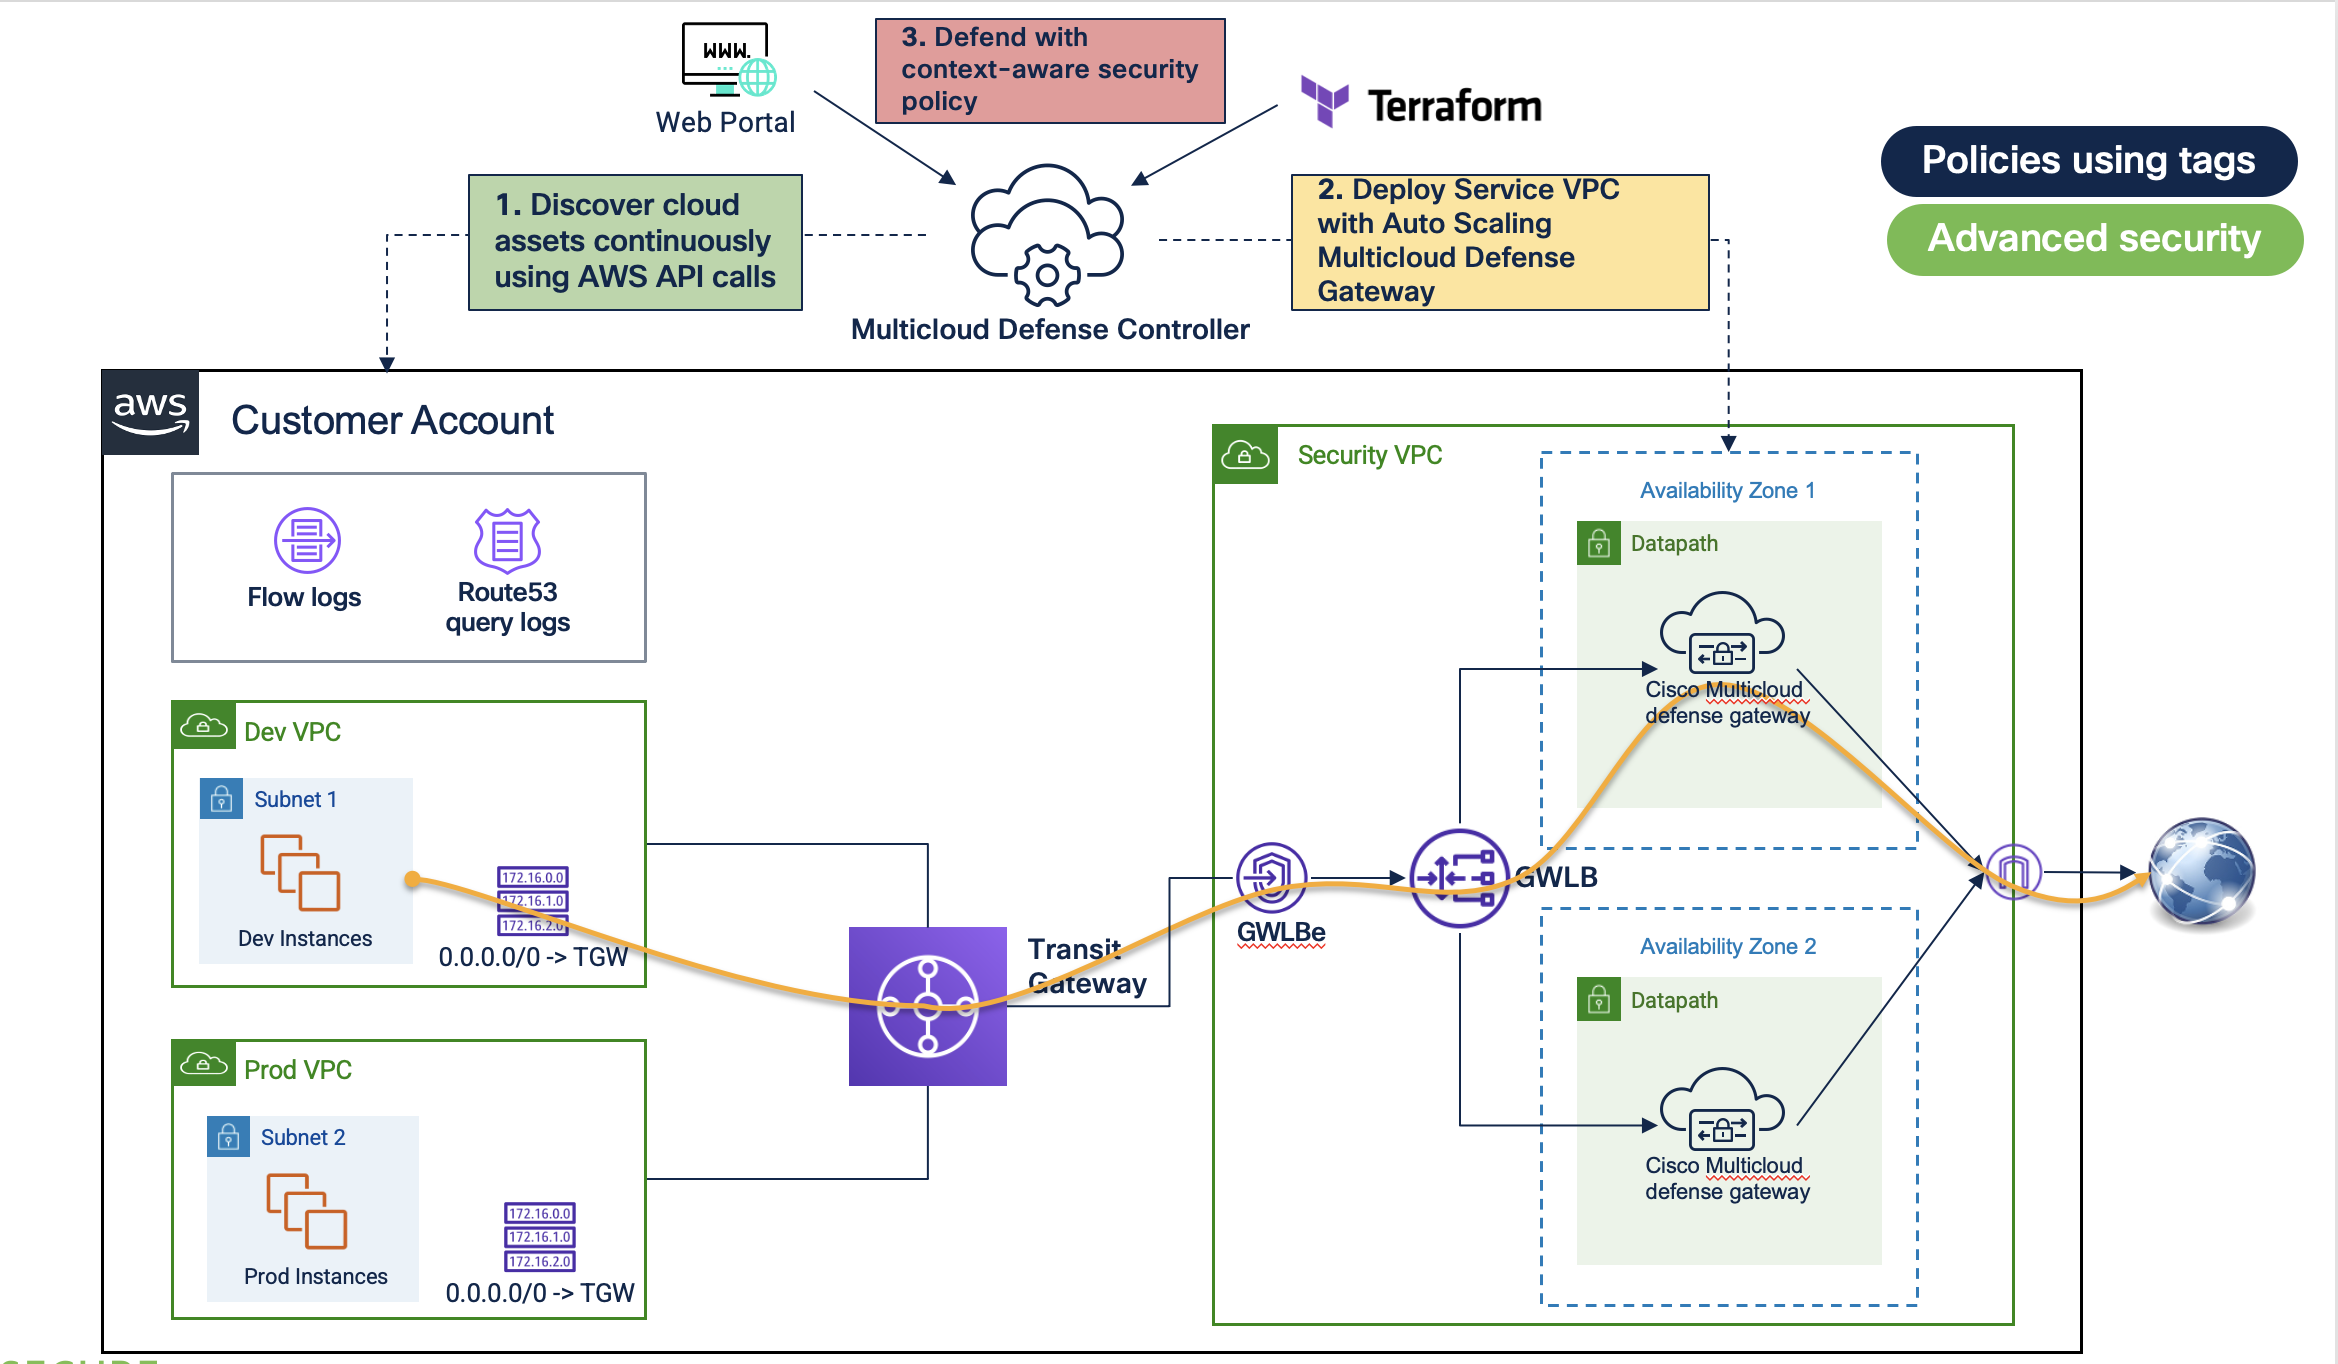 www.
Web Portal
3. Defend with
context-aware security
policy
Terraform
Policies using tags
Advanced security
1. Discover cloud
assets continuously
using AWS API calls
2. Deploy Service VPC
with Auto Scaling
Multicloud Defense
Gateway
Multicloud Defense Controller
aws
Customer Account
Flow logs
Route53
query logs
Security VPC
Availability Zone 1
Datapath
Cisco Multicloud
defense gateway
Dev VPC
Subnet 1
Dev Instances
172.16.0.0
172.16.1.0
172.16.2.0
0.0.0.0/0 -> TGW
Transit
Gateway
GWLBe
GWLB
Availability Zone 2
Datapath
Cisco Multicloud
defense gateway
Prod VPC
Subnet 2
Prod Instances
172.16.0.0
172.16.1.0
172.16.2.0
0.0.0.0/0 -> TGW